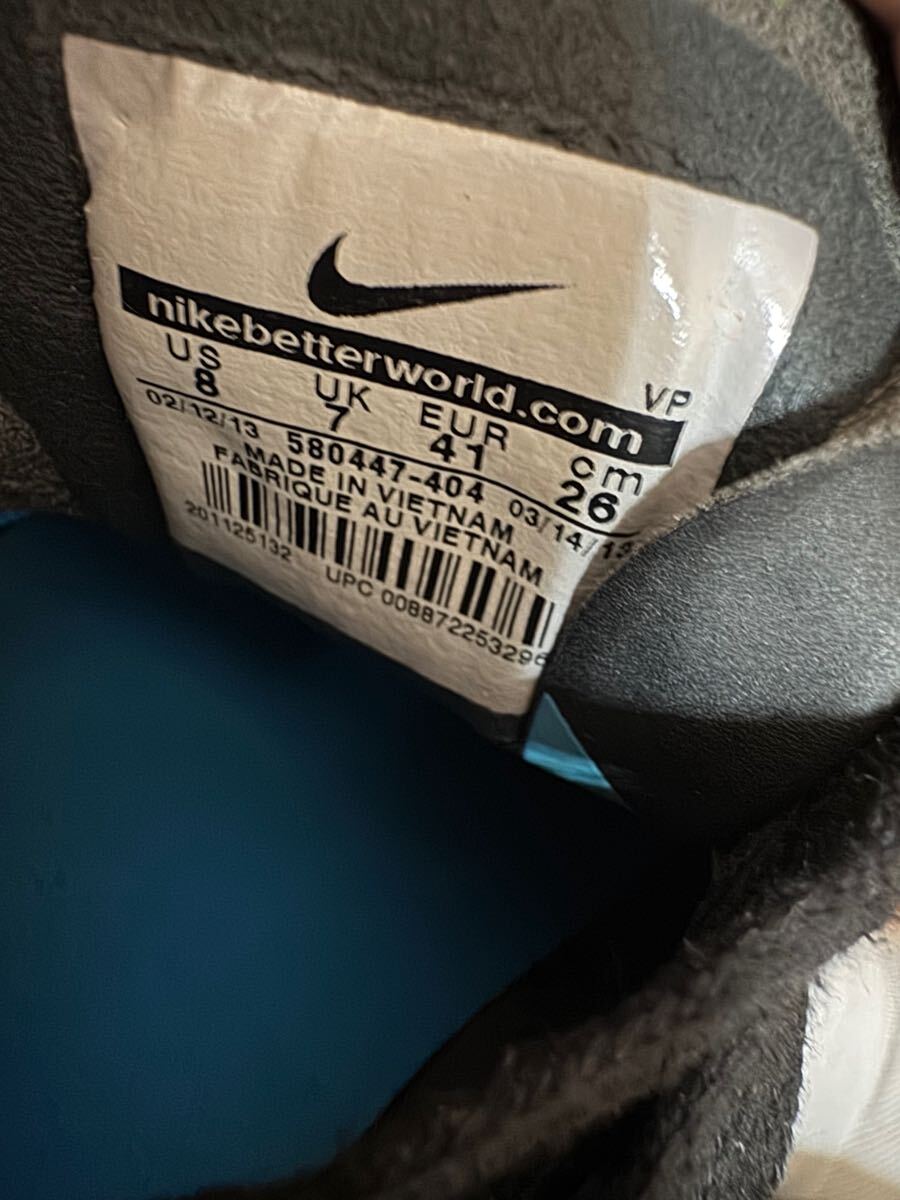 nikebetterworld.com
VP
US UK EUR cm
8 7 41 26
02/12/13 580447-404 03/14/13
MADE IN VIETNAM
FABRIQUE AU VIETNAM
201125132
UPC 00887225329